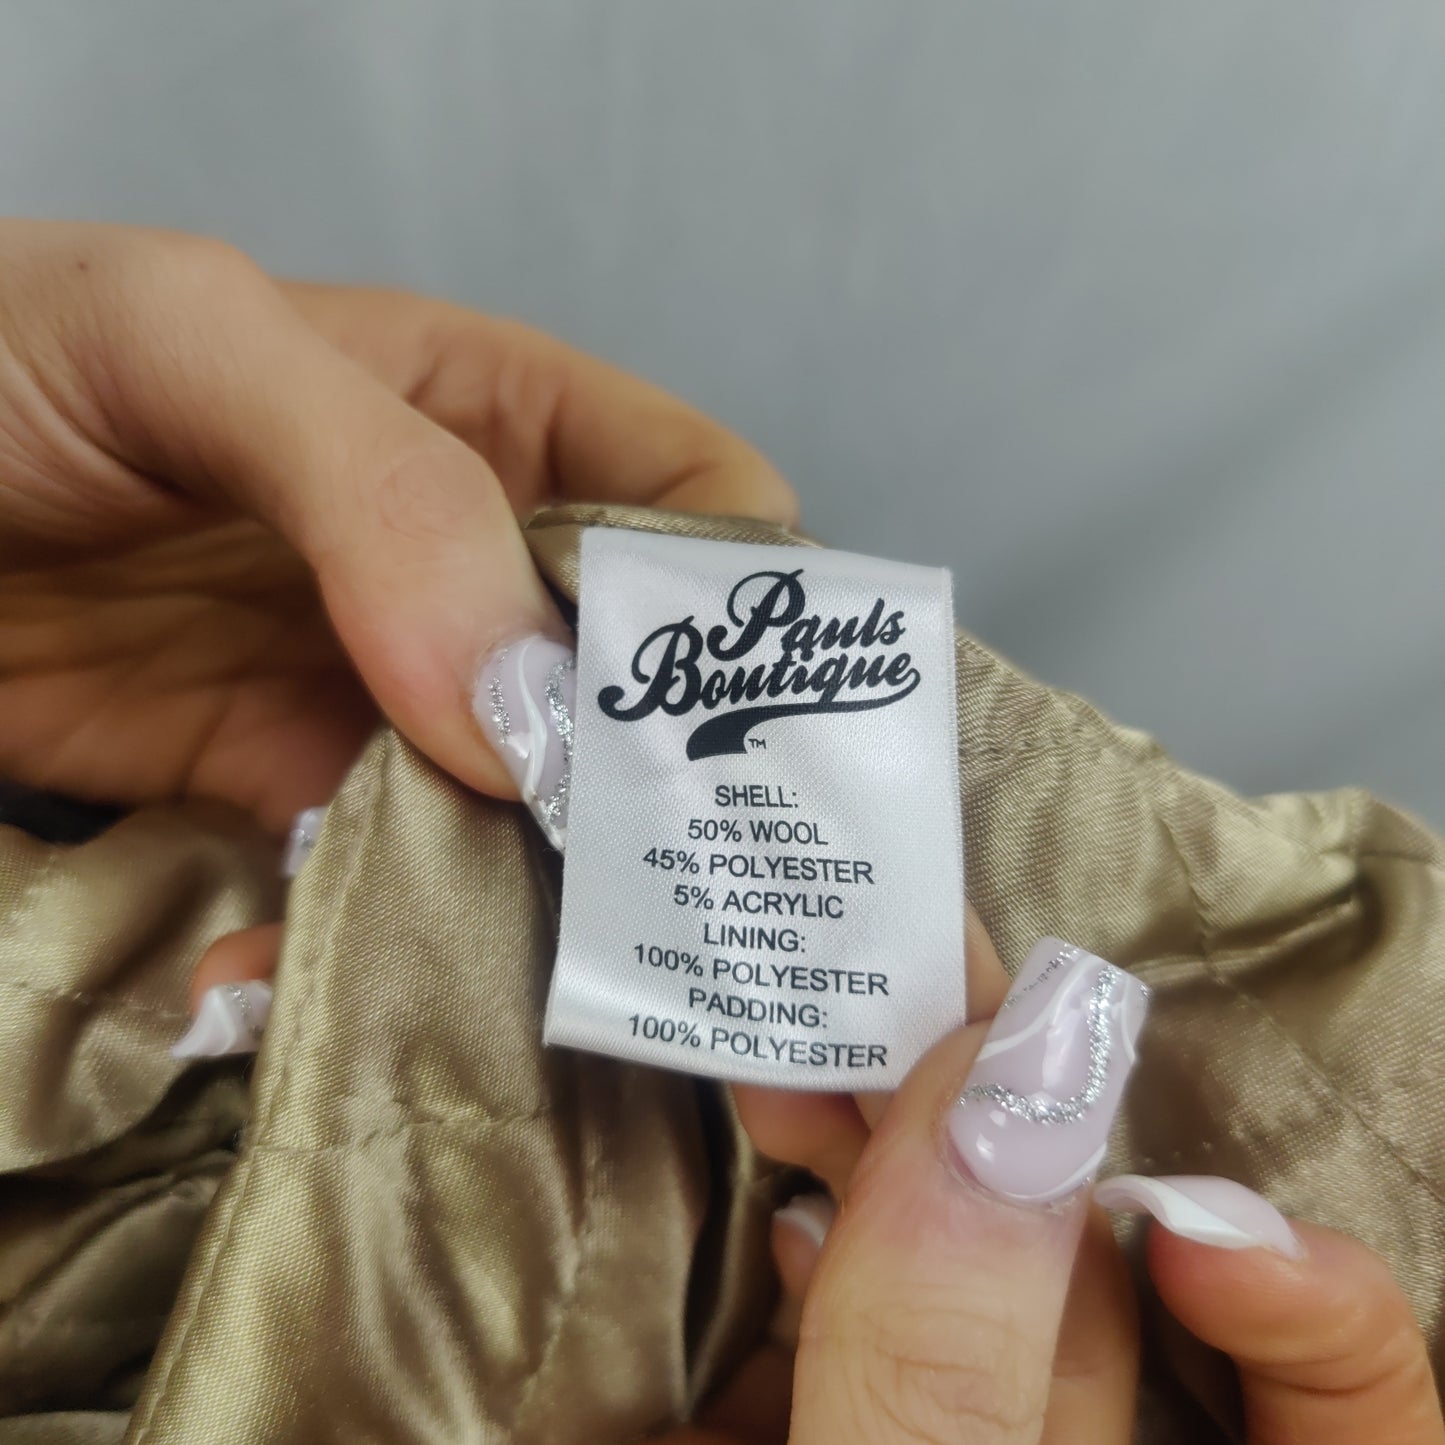 Pauls
Boutique
TM
SHELL:
50% WOOL
45% POLYESTER
5% ACRYLIC
LINING:
100% POLYESTER
PADDING:
100% POLYESTER